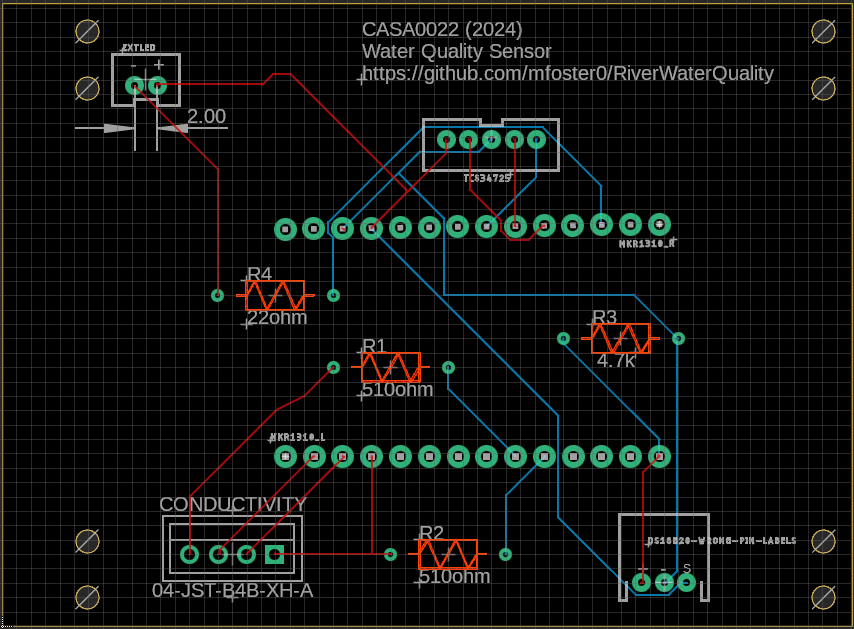 CASA0022 (2024)
Water Quality Sensor
https://github.com/mfoster0/RiverWaterQuality
EXTLED
- +
2.00
TCS34725
MKR1310_R
R4
22ohm
R3
4.7k
R1
510ohm
MKR1310_L
CONDUCTIVITY
04-JST-B4B-XH-A
R2
510ohm
DS18B20-WRONG-PIN-LABELS
+ - S